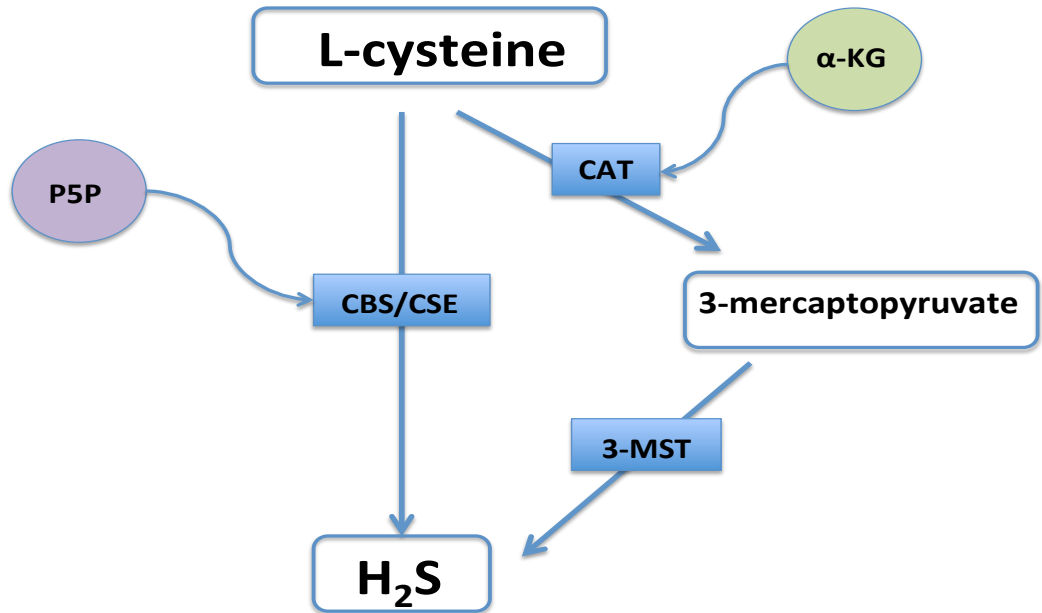 L-cysteine
α-KG
CAT
P5P
CBS/CSE
3-mercaptopyruvate
3-MST
H₂S